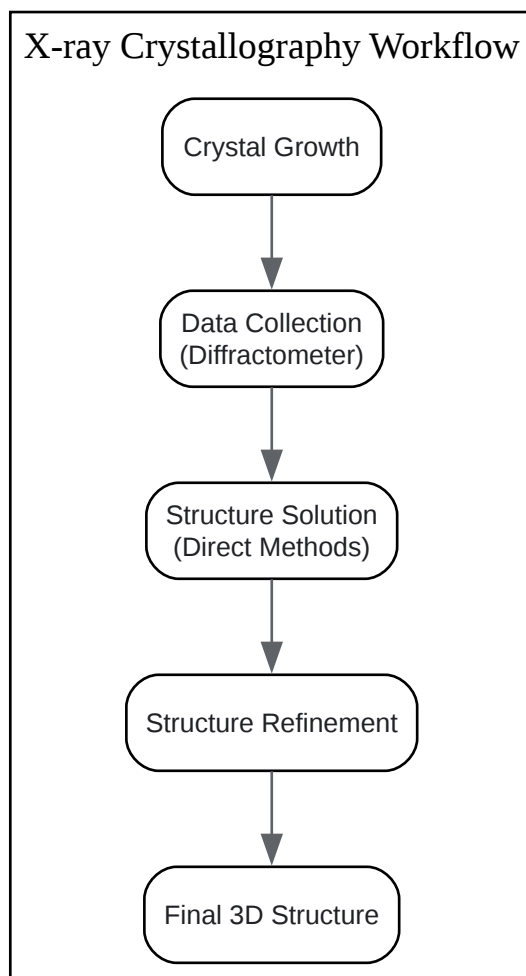 X-ray Crystallography Workflow
Crystal Growth
Data Collection
(Diffractometer)
Structure Solution
(Direct Methods)
Structure Refinement
Final 3D Structure